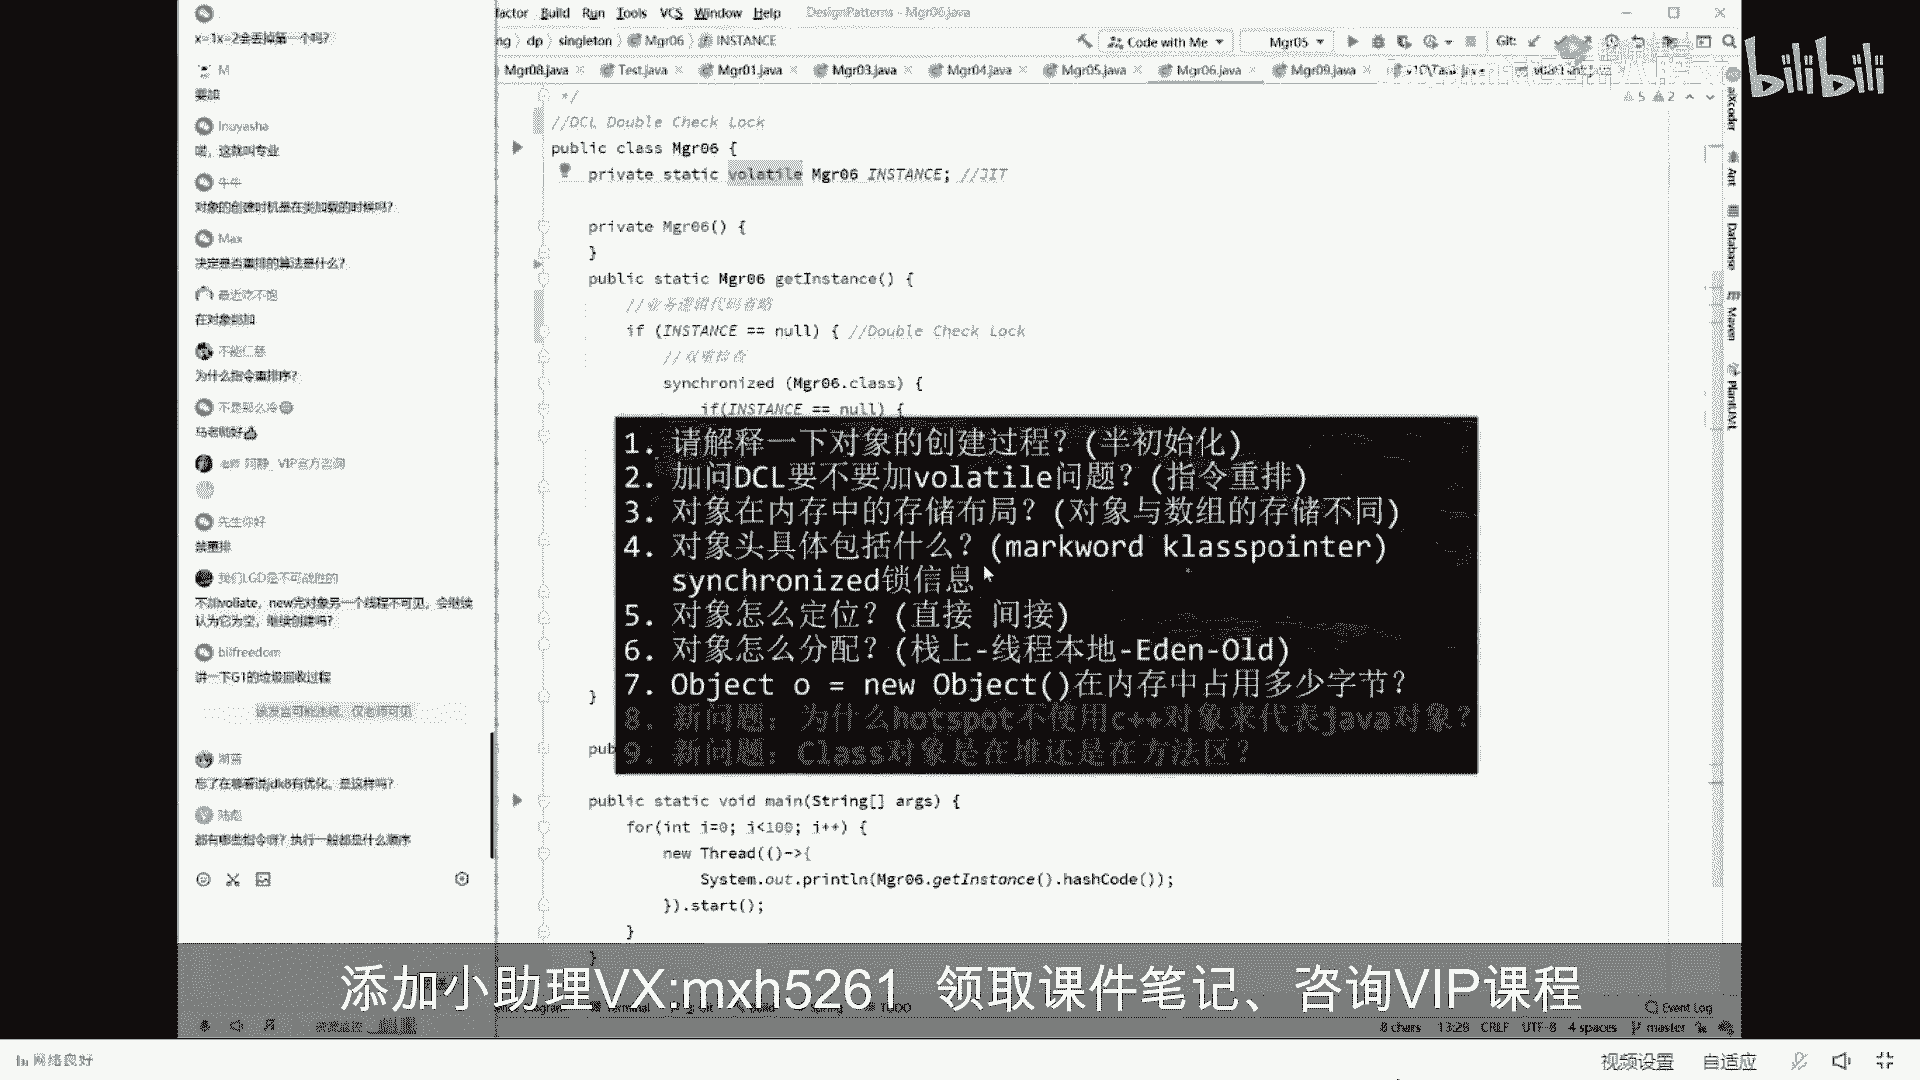 factor Build Run Tools VCS Window Help DesignPatterns - Mgr06.java
ng dp singleton Mgr06 INSTANCE
Code with Me Mgr05 Git:
bilibili
Mgr08.java Test.java Mgr01.java Mgr03.java Mgr04.java Mgr05.java Mgr06.java Mgr09.java
5 2
x=1x=2会丢掉第一个吗?
M
要加
Inuyasha
嗯, 这就叫专业
牛牛
对象的创建时机是在类加载的时候吗?
Max
决定是否重排的算法是什么?
最近吃不饱
在对象部加
不能仁慈
为什么指令重排序?
不是那么冷
马老师好
阿静_VIP官方咨询
先生你好
禁重排
我们LGD是不可战胜的
不加voliate, new完对象另一个线程不可见, 会继续
认为它为空, 继续创建吗?
bilfreedom
讲一下G1的垃圾回收过程
该发言可能违规, 仅老师可见
忘了在哪看说jdk8有优化, 是这样吗?
陆彪
都有哪些指令呀? 执行一般都是什么顺序
*/
//DCL Double Check Lock
public class Mgr06 {
private static volatile Mgr06 INSTANCE; //JIT
private Mgr06() {
}
public static Mgr06 getInstance() {
//业务逻辑代码省略
if (INSTANCE == null) { //Double Check Lock
//双重检查
synchronized (Mgr06.class) {
if(INSTANCE == null) {
1. 请解释一下对象的创建过程? (半初始化)
2. 加问DCL要不要加volatile问题? (指令重排)
3. 对象在内存中的存储布局? (对象与数组的存储不同)
4. 对象头具体包括什么? (markword klasspointer)
synchronized锁信息
5. 对象怎么定位? (直接 间接)
6. 对象怎么分配? (栈上-线程本地-Eden-Old)
7. Object o = new Object()在内存中占用多少字节?
8. 新问题: 为什么hotspot不使用c++对象来代表java对象?
9. 新问题: Class对象是在堆还是在方法区?
}
pub
public static void main(String[] args) {
for(int i=0; i<100; i++) {
new Thread(()->{
System.out.println(Mgr06.getInstance().hashCode());
}).start();
}
}
aiXcoder
Ant
Database
Maven
PlantUML
添加小助理VX:mxh5261 领取课件笔记、咨询VIP课程
Terminal Build Spring TODO Event Log
8 chars 13:29 CRLF UTF-8 4 spaces master
网络良好 视频设置 自适应